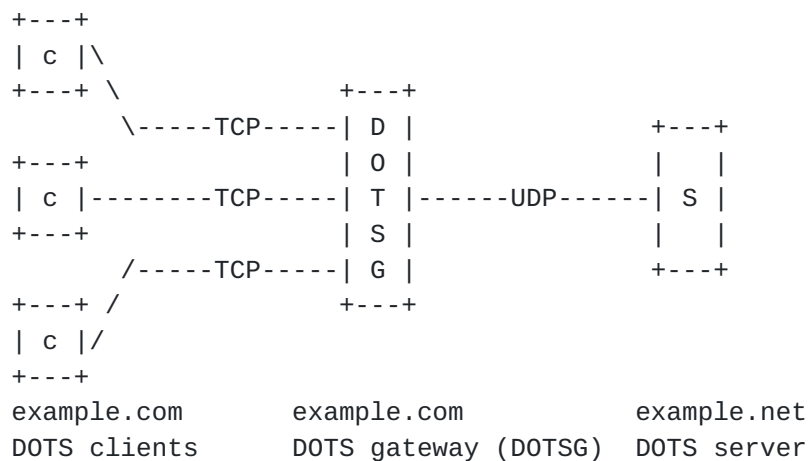 +---+
| c |\
+---+ \              +---+
       \-----TCP-----| D |               +---+
+---+                | O |               |   |
| c |--------TCP-----| T |------UDP------| S |
+---+                | S |               |   |
       /-----TCP-----| G |               +---+
+---+ /              +---+
| c |/
+---+
example.com       example.com            example.net
DOTS clients      DOTS gateway (DOTSG)   DOTS server